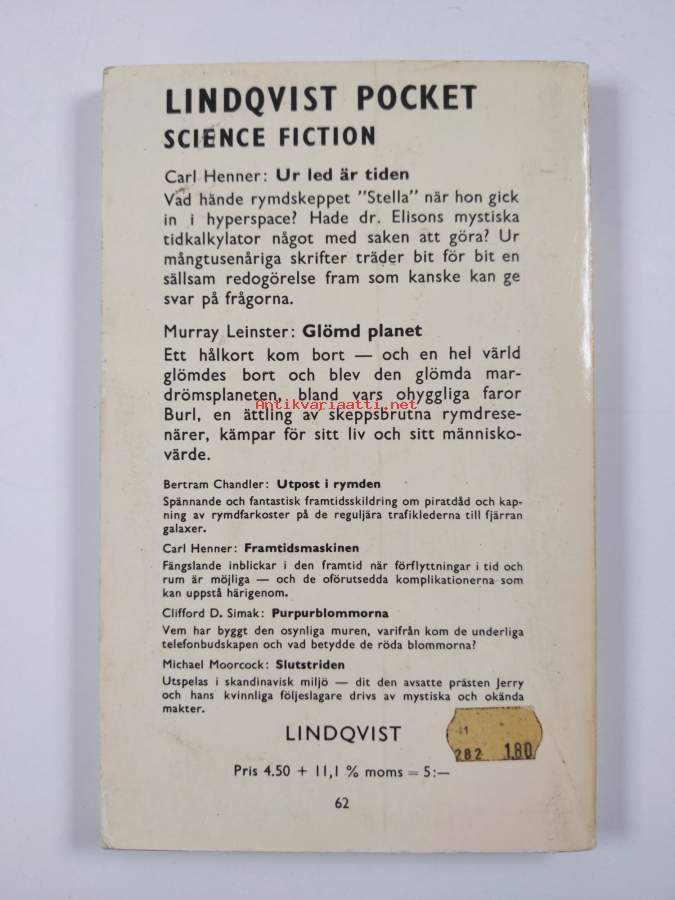 LINDQVIST POCKET
SCIENCE FICTION
Carl Henner: Ur led är tiden
Vad hände rymdskeppet "Stella" när hon gick
in i hyperspace? Hade dr. Elisons mystiska
tidkalkylator något med saken att göra? Ur
mångtusenåriga skrifter träder bit för bit en
sällsam redogörelse fram som kanske kan ge
svar på frågorna.
Murray Leinster: Glömd planet
Ett hålkort kom bort — och en hel värld
glömdes bort och blev den glömda mar-
drömsplaneten, bland vars ohyggliga faror
Antikvariaatti.net
Burl, en ättling av skeppsbrutna rymdrese-
närer, kämpar för sitt liv och sitt människo-
värde.
Bertram Chandler: Utpost i rymden
Spännande och fantastisk framtidsskildring om piratdåd och kap-
ning av rymdfarkoster på de reguljära traflklederna till fjärran
galaxer.
Carl Henner: Framtidsmaskinen
Fängslande inblickar i den framtid när förflyttningar i tid och
rum är möjliga — och de oförutsedda komplikationerna som
kan uppstå härigenom.
Clifford D. Simak: Purpurblommorna
Vem har byggt den osynliga muren, varifrån kom de underliga
telefonbudskapen och vad betydde de röda blommorna?
Michael Moorcock: Slutstriden
Utspelas i skandinavisk miljö — dit den avsatte prästen Jerry
och hans kvinnliga följeslagare drivs av mystiska och okända
makter.
LINDQVIST
282 1.80
Pris 4.50 + 11,1 % moms = 5:—
62